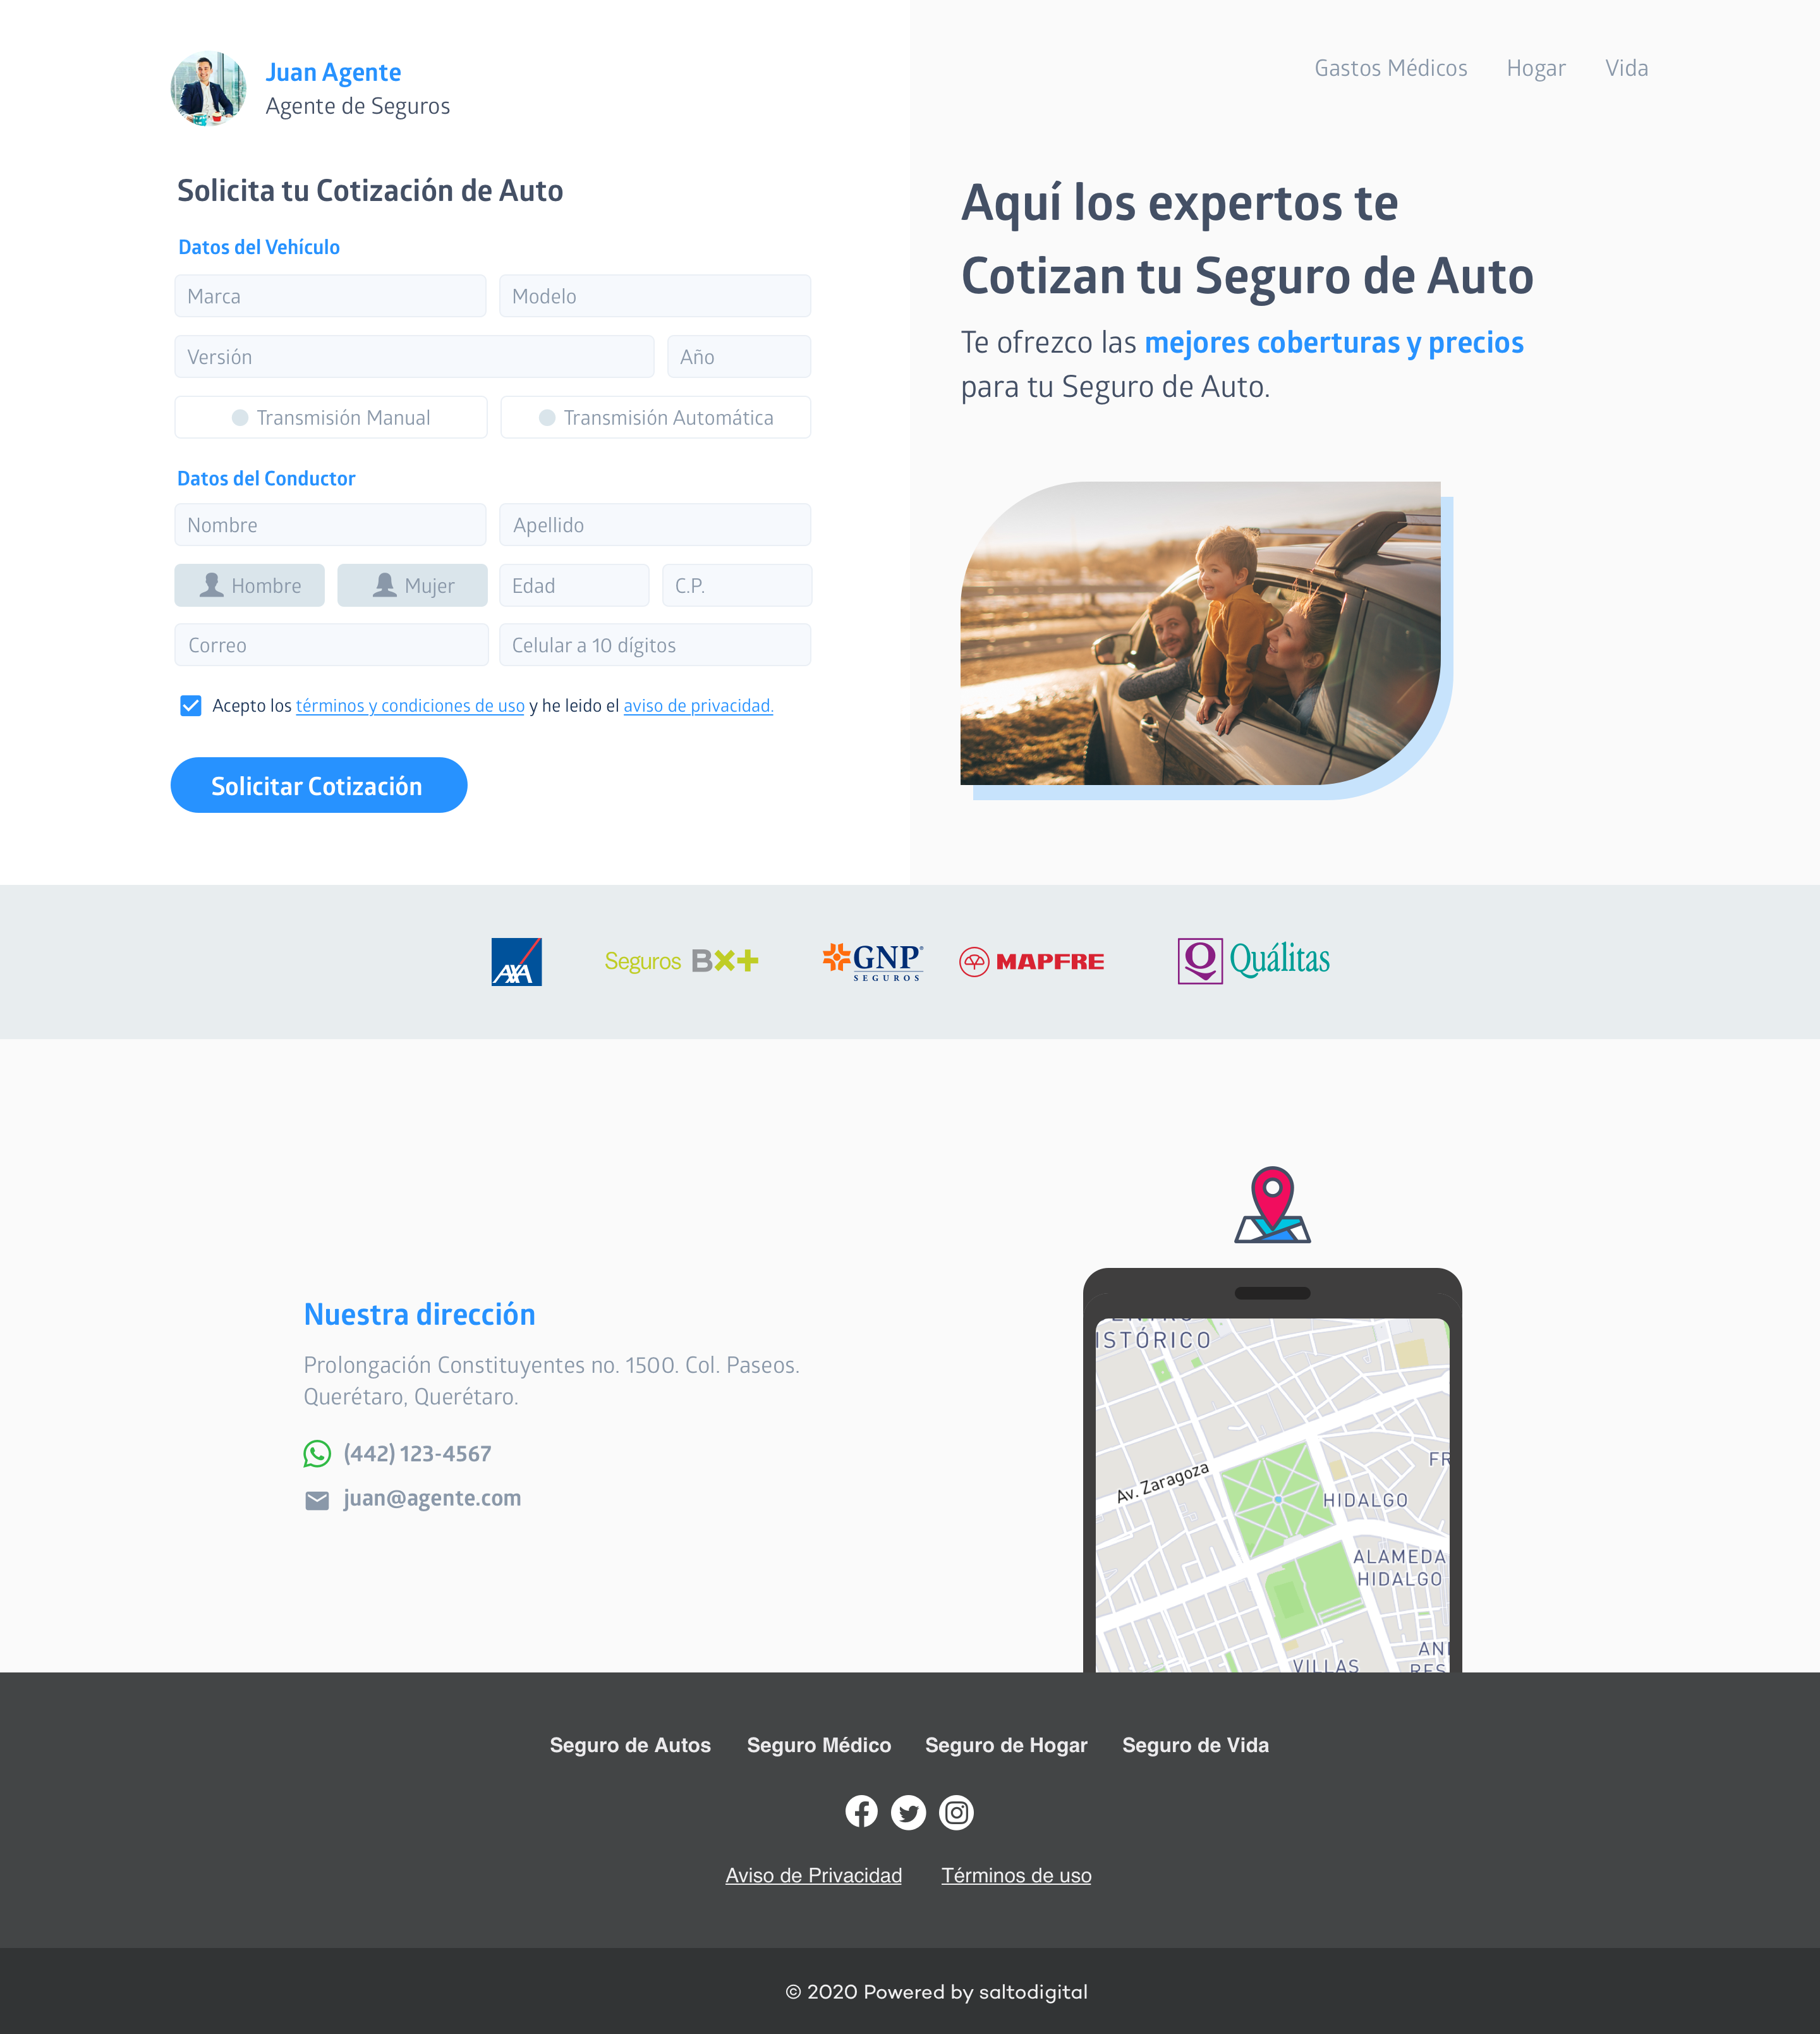 Juan Agente
Agente de Seguros
Gastos Médicos
Hogar
Vida
Solicita tu Cotización de Auto
Datos del Vehículo
Marca
Modelo
Versión
Año
Transmisión Manual
Transmisión Automática
Datos del Conductor
Nombre
Apellido
Hombre
Mujer
Edad
C.P.
Correo
Celular a 10 dígitos
Acepto los términos y condiciones de uso y he leido el aviso de privacidad.
Solicitar Cotización
Aquí los expertos te
Cotizan tu Seguro de Auto
Te ofrezco las mejores coberturas y precios
para tu Seguro de Auto.
AXA
Seguros BX+
GNP
SEGUROS
MAPFRE
Q Quálitas
Nuestra dirección
Prolongación Constituyentes no. 1500. Col. Paseos.
Querétaro, Querétaro.
(442) 123-4567
juan@agente.com
ISTÓRICO
FR
Av. Zaragoza
HIDALGO
ALAMEDA
HIDALGO
VILLAS
Seguro de Autos
Seguro Médico
Seguro de Hogar
Seguro de Vida
Aviso de Privacidad
Términos de uso
© 2020 Powered by saltodigital